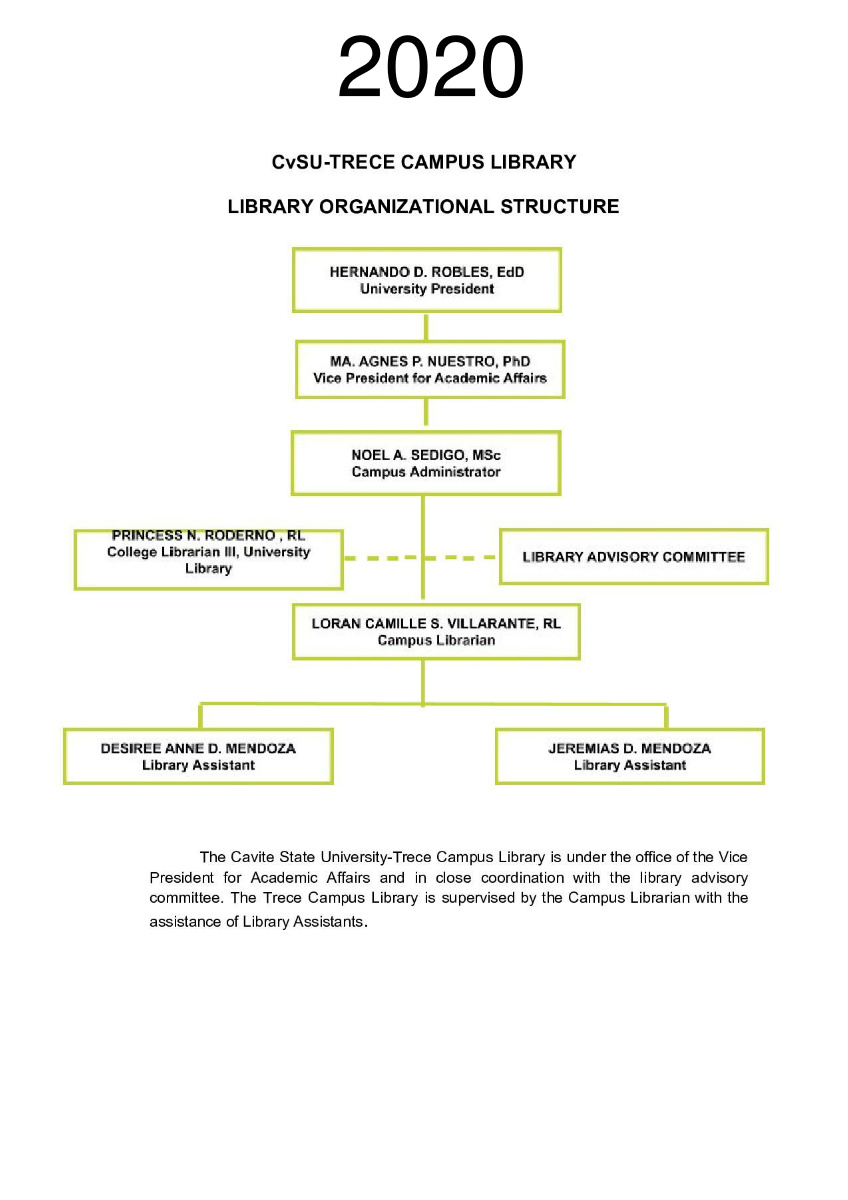 2020
CvSU-TRECE CAMPUS LIBRARY
LIBRARY ORGANIZATIONAL STRUCTURE
HERNANDO D. ROBLES, EdD
University President
MA. AGNES P. NUESTRO, PhD
Vice President for Academic Affairs
NOEL A. SEDIGO, MSc
Campus Administrator
PRINCESS N. RODERNO , RL
College Librarian III, University
Library
LIBRARY ADVISORY COMMITTEE
LORAN CAMILLE S. VILLARANTE, RL
Campus Librarian
DESIREE ANNE D. MENDOZA
Library Assistant
JEREMIAS D. MENDOZA
Library Assistant
The Cavite State University-Trece Campus Library is under the office of the Vice
President for Academic Affairs and in close coordination with the library advisory
committee. The Trece Campus Library is supervised by the Campus Librarian with the
assistance of Library Assistants.